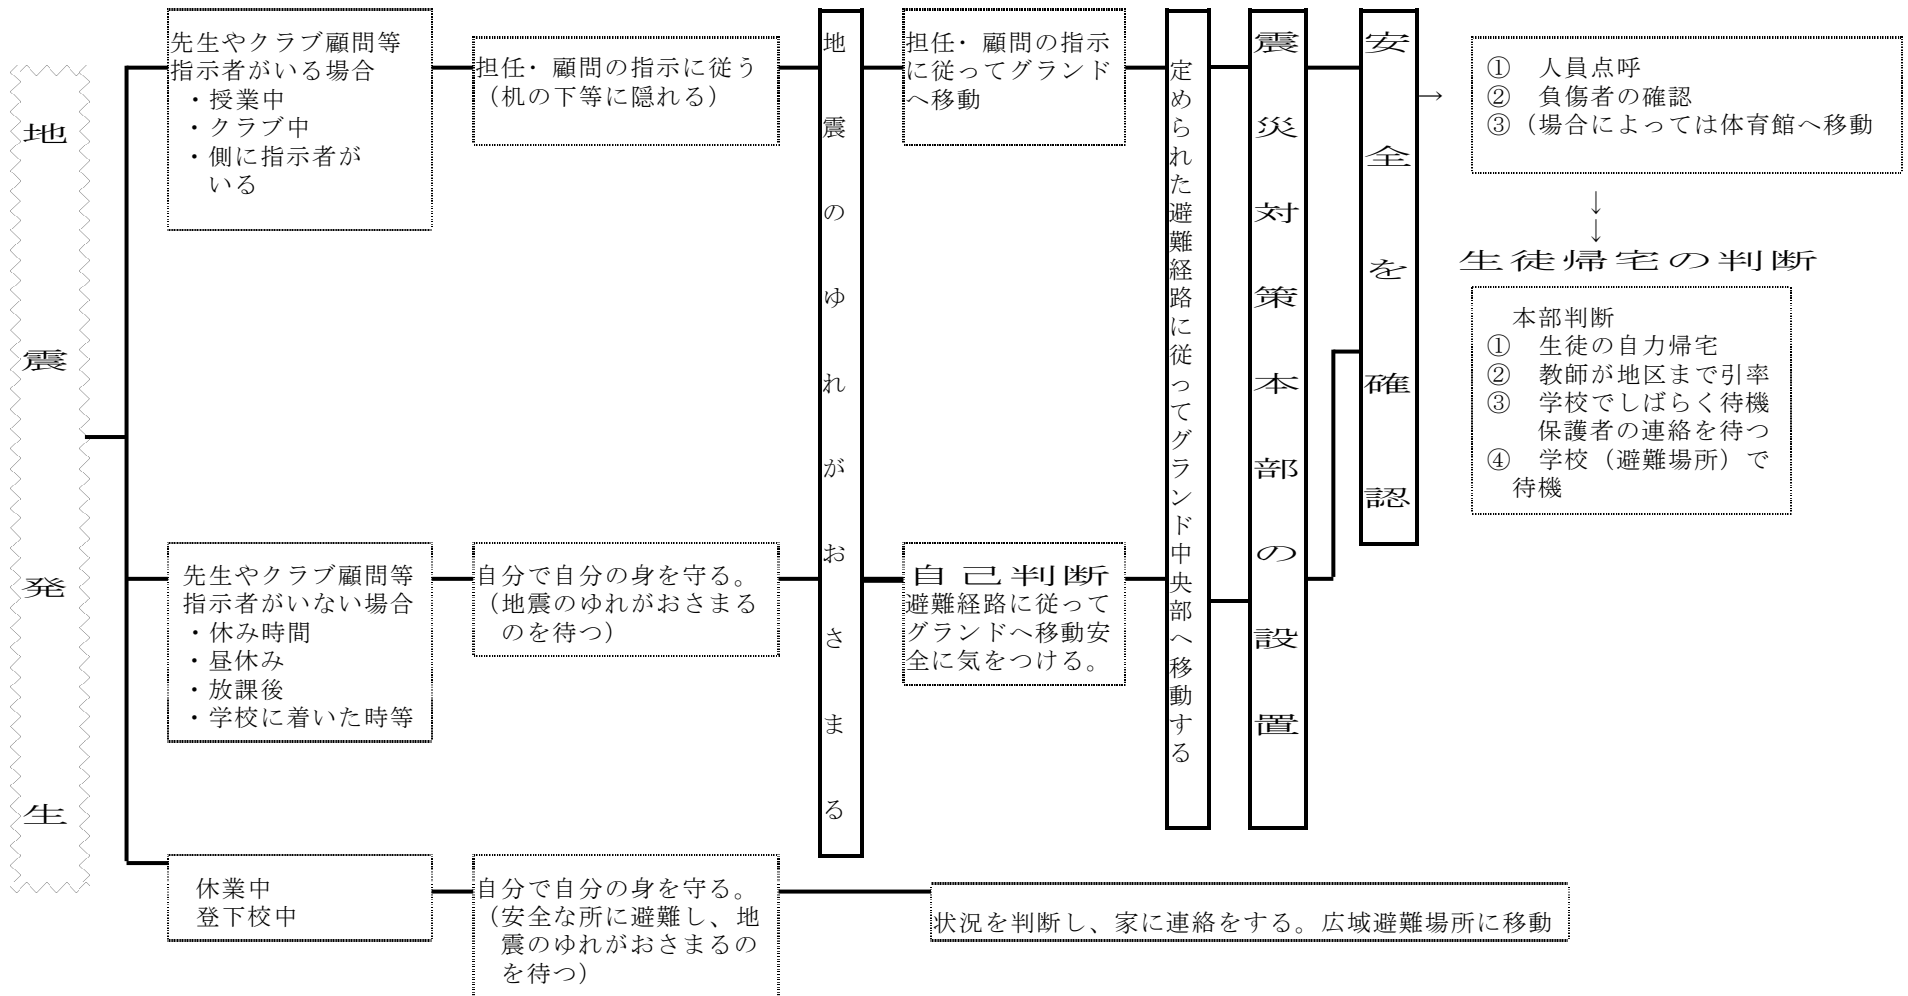 地震発生
先生やクラブ顧問等
指示者がいる場合
・授業中
・クラブ中
・側に指示者が
いる
担任・顧問の指示に従う
（机の下等に隠れる）
地震のゆれがおさまる
担任・顧問の指示
に従ってグランド
へ移動
定められた避難経路に従ってグランド中央部へ移動する
震災対策本部の設置
安全を確認
→
① 人員点呼
② 負傷者の確認
③（場合によっては体育館へ移動
↓
↓
生徒帰宅の判断
本部判断
① 生徒の自力帰宅
② 教師が地区まで引率
③ 学校でしばらく待機
保護者の連絡を待つ
④ 学校（避難場所）で
待機
先生やクラブ顧問等
指示者がいない場合
・休み時間
・昼休み
・放課後
・学校に着いた時等
自分で自分の身を守る。
（地震のゆれがおさまる
のを待つ）
自己判断
避難経路に従って
グランドへ移動安
全に気をつける。
休業中
登下校中
自分で自分の身を守る。
（安全な所に避難し、地
震のゆれがおさまるの
を待つ）
状況を判断し、家に連絡をする。広域避難場所に移動